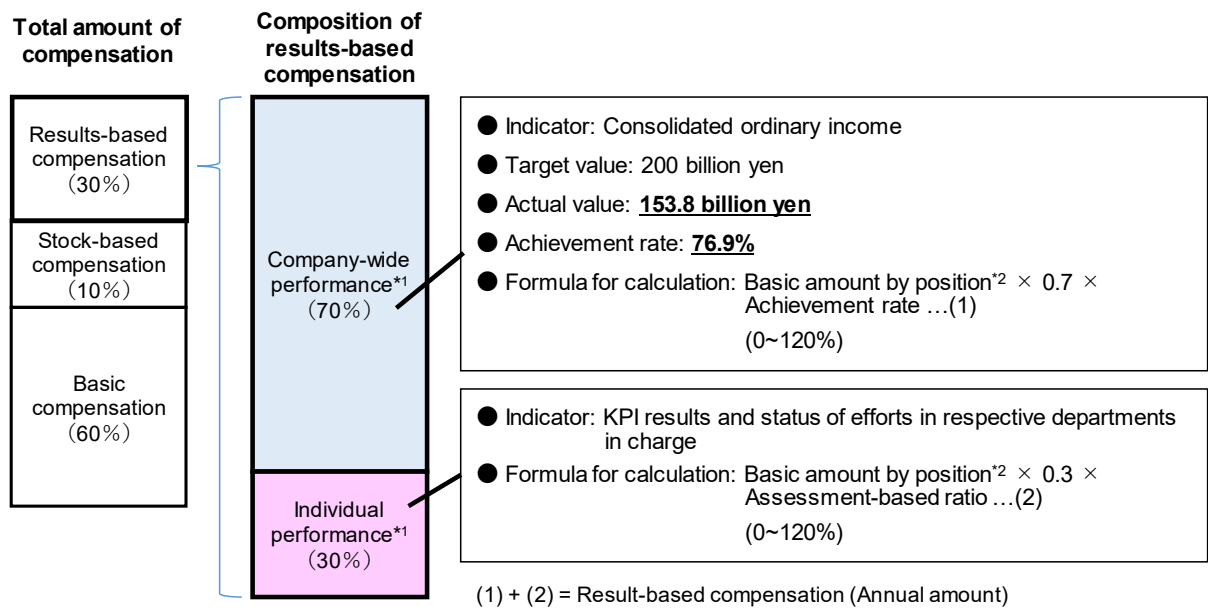 Total amount of
compensation
Results-based
compensation
（30％）
Stock-based
compensation
（10％）
Basic
compensation
（60％）
Composition of
results-based
compensation
Company-wide
performance*1
（70％）
Individual
performance*1
（30％）
● Indicator: Consolidated ordinary income
● Target value: 200 billion yen
● Actual value: 153.8 billion yen
● Achievement rate: 76.9%
● Formula for calculation: Basic amount by position*2 × 0.7 ×
Achievement rate …(1)
(0~120%)
● Indicator: KPI results and status of efforts in respective departments
in charge
● Formula for calculation: Basic amount by position*2 × 0.3 ×
Assessment-based ratio …(2)
(0~120%)
(1) + (2) = Result-based compensation (Annual amount)